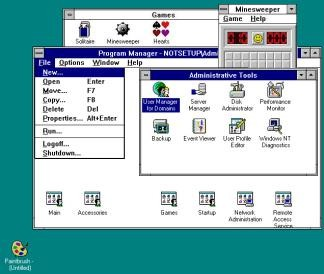 Games
Solitaire Minesweeper Hearts
Minesweeper
Game Help
Program Manager - NOTSETUP\Admi
File Options Window Help
New...
Open Enter
Move... F7
Copy... F8
Delete Del
Properties... Alt+Enter
Run...
Logoff...
Shutdown...
Administrative Tools
User Manager for Domains
Server Manager
Disk Administrator
Performance Monitor
Backup
Event Viewer
User Profile Editor
Windows NT Diagnostics
Main
Accessories
Games
Startup
Network Administration
Remote Access Service
Paintbrush -
(Untitled)